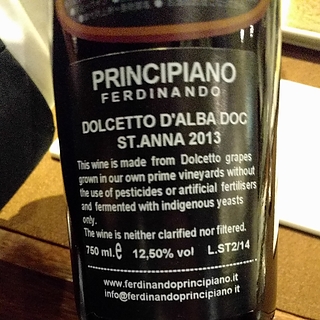 PRINCIPIANO
FERDINANDO
DOLCETTO D'ALBA DOC
ST.ANNA 2013
This wine is made from Dolcetto grapes
grown in our own prime vineyards without
the use of pesticides or artificial fertilisers
and fermented with indigenous yeasts
only.
The wine is neither clarified nor filtered.
750 ml.e 12,50% vol L.ST2/14
www.ferdinandoprincipiano.it
info@ferdinandoprincipiano.it